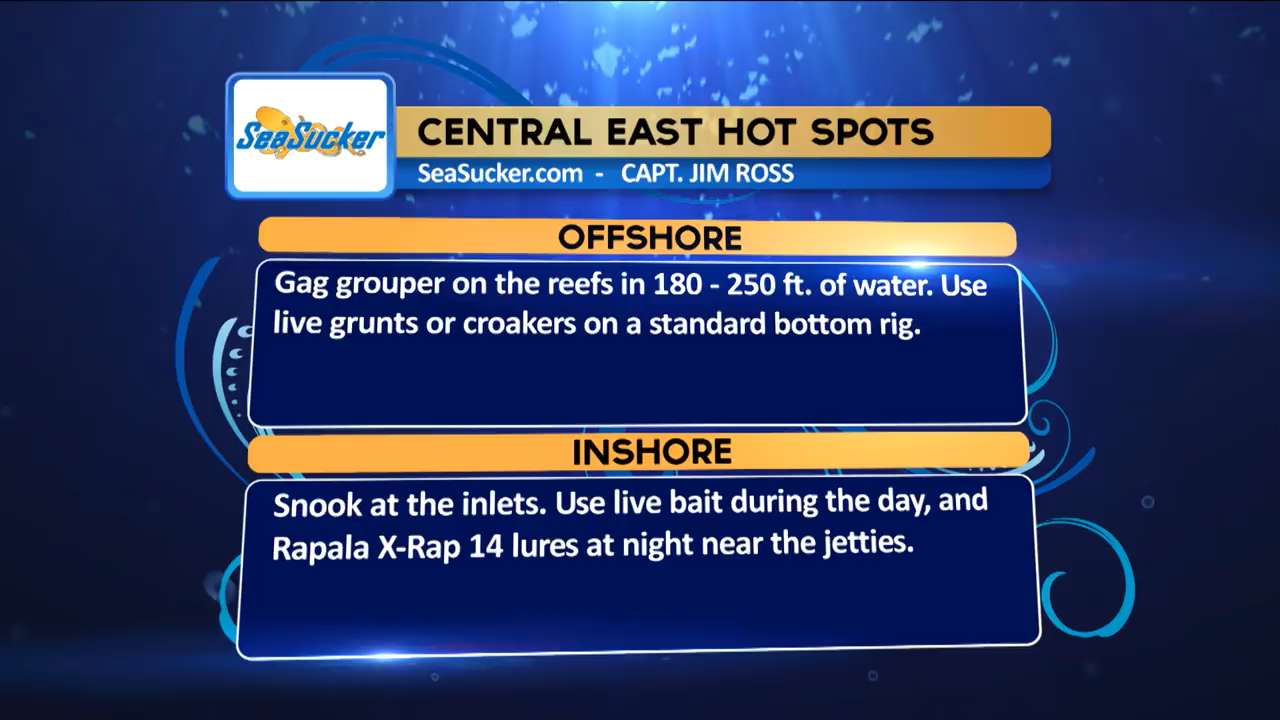 SeaSucker
CENTRAL EAST HOT SPOTS
SeaSucker.com - CAPT. JIM ROSS
OFFSHORE
Gag grouper on the reefs in 180 - 250 ft. of water. Use
live grunts or croakers on a standard bottom rig.
INSHORE
Snook at the inlets. Use live bait during the day, and
Rapala X-Rap 14 lures at night near the jetties.